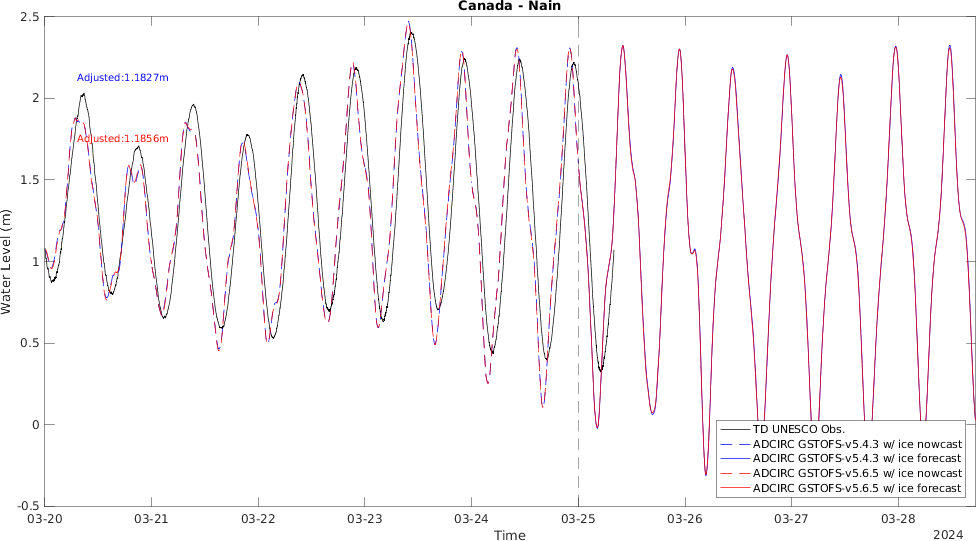 Canada - Nain
2.5
Adjusted:1.1827m
2
Adjusted:1.1856m
1.5
Water Level (m)
1
0.5
0
TD UNESCO Obs.
ADCIRC GSTOFS-v5.4.3 w/ ice nowcast
ADCIRC GSTOFS-v5.4.3 w/ ice forecast
ADCIRC GSTOFS-v5.6.5 w/ ice nowcast
ADCIRC GSTOFS-v5.6.5 w/ ice forecast
-0.5
03-20 03-21 03-22 03-23 03-24 03-25 03-26 03-27 03-28
Time
2024